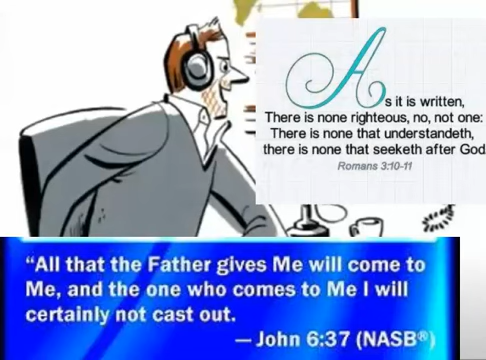 As it is written,
There is none righteous, no, not one:
There is none that understandeth,
there is none that seeketh after God
Romans 3:10-11
“All that the Father gives Me will come to
Me, and the one who comes to Me I will
certainly not cast out.
— John 6:37 (NASB®)